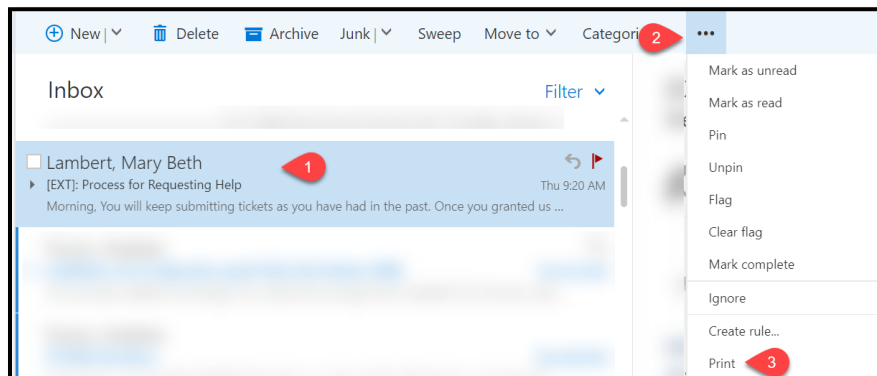 New | Delete Archive Junk | Sweep Move to Categori 2 •••
Inbox Filter
Lambert, Mary Beth 1
[EXT]: Process for Requesting Help Thu 9:20 AM
Morning, You will keep submitting tickets as you have had in the past. Once you granted us ...
Mark as unread
Mark as read
Pin
Unpin
Flag
Clear flag
Mark complete
Ignore
Create rule...
Print 3